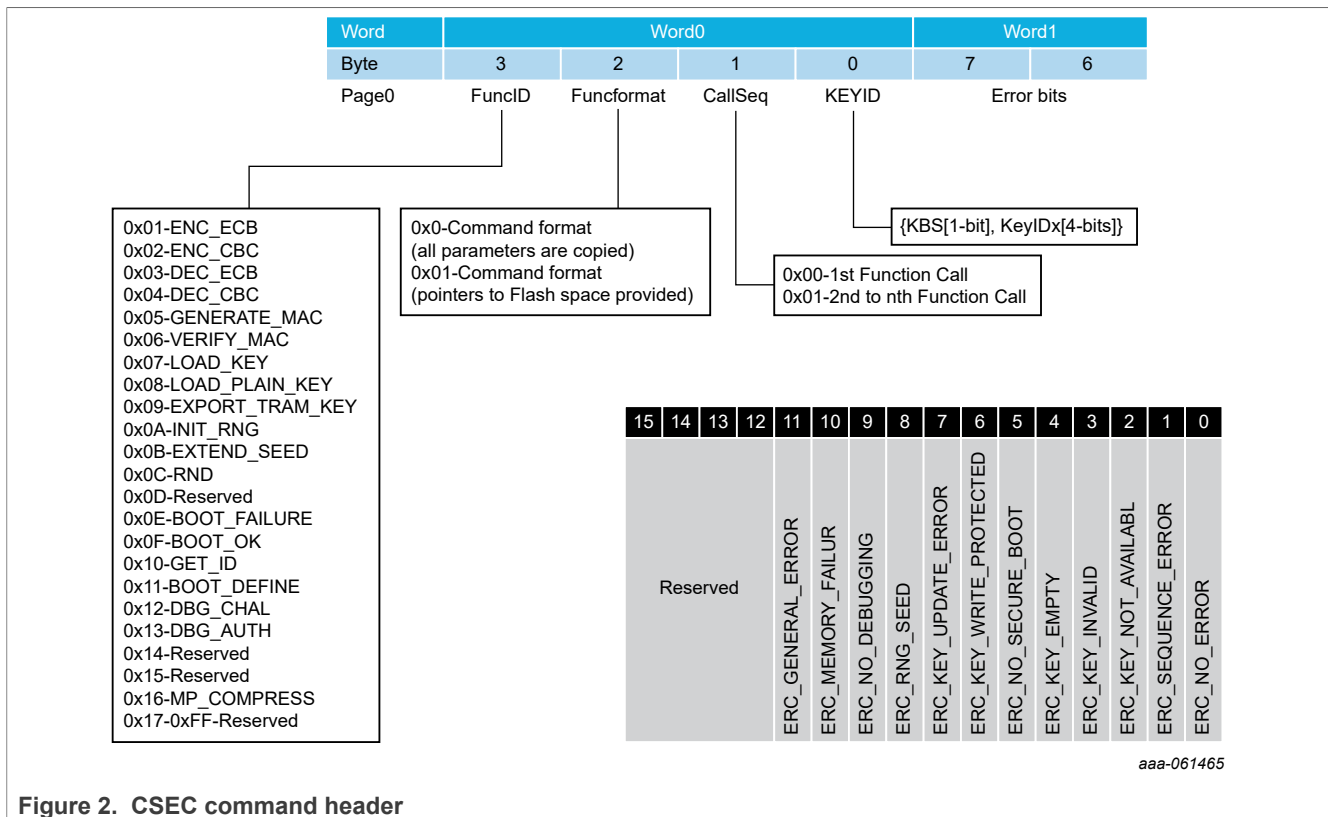 Word Word0 Word1
Byte 3 2 1 0 7 6
Page0 FuncID Funcformat CallSeq KEYID Error bits
0x01-ENC_ECB
0x02-ENC_CBC
0x03-DEC_ECB
0x04-DEC_CBC
0x05-GENERATE_MAC
0x06-VERIFY_MAC
0x07-LOAD_KEY
0x08-LOAD_PLAIN_KEY
0x09-EXPORT_TRAM_KEY
0x0A-INIT_RNG
0x0B-EXTEND_SEED
0x0C-RND
0x0D-Reserved
0x0E-BOOT_FAILURE
0x0F-BOOT_OK
0x10-GET_ID
0x11-BOOT_DEFINE
0x12-DBG_CHAL
0x13-DBG_AUTH
0x14-Reserved
0x15-Reserved
0x16-MP_COMPRESS
0x17-0xFF-Reserved
0x0-Command format
(all parameters are copied)
0x01-Command format
(pointers to Flash space provided)
{KBS[1-bit], KeyIDx[4-bits]}
0x00-1st Function Call
0x01-2nd to nth Function Call
15 14 13 12 11 10 9 8 7 6 5 4 3 2 1 0
Reserved
ERC_GENERAL_ERROR
ERC_MEMORY_FAILUR
ERC_NO_DEBUGGING
ERC_RNG_SEED
ERC_KEY_UPDATE_ERROR
ERC_KEY_WRITE_PROTECTED
ERC_NO_SECURE_BOOT
ERC_KEY_EMPTY
ERC_KEY_INVALID
ERC_KEY_NOT_AVAILABL
ERC_SEQUENCE_ERROR
ERC_NO_ERROR
aaa-061465
Figure 2. CSEC command header